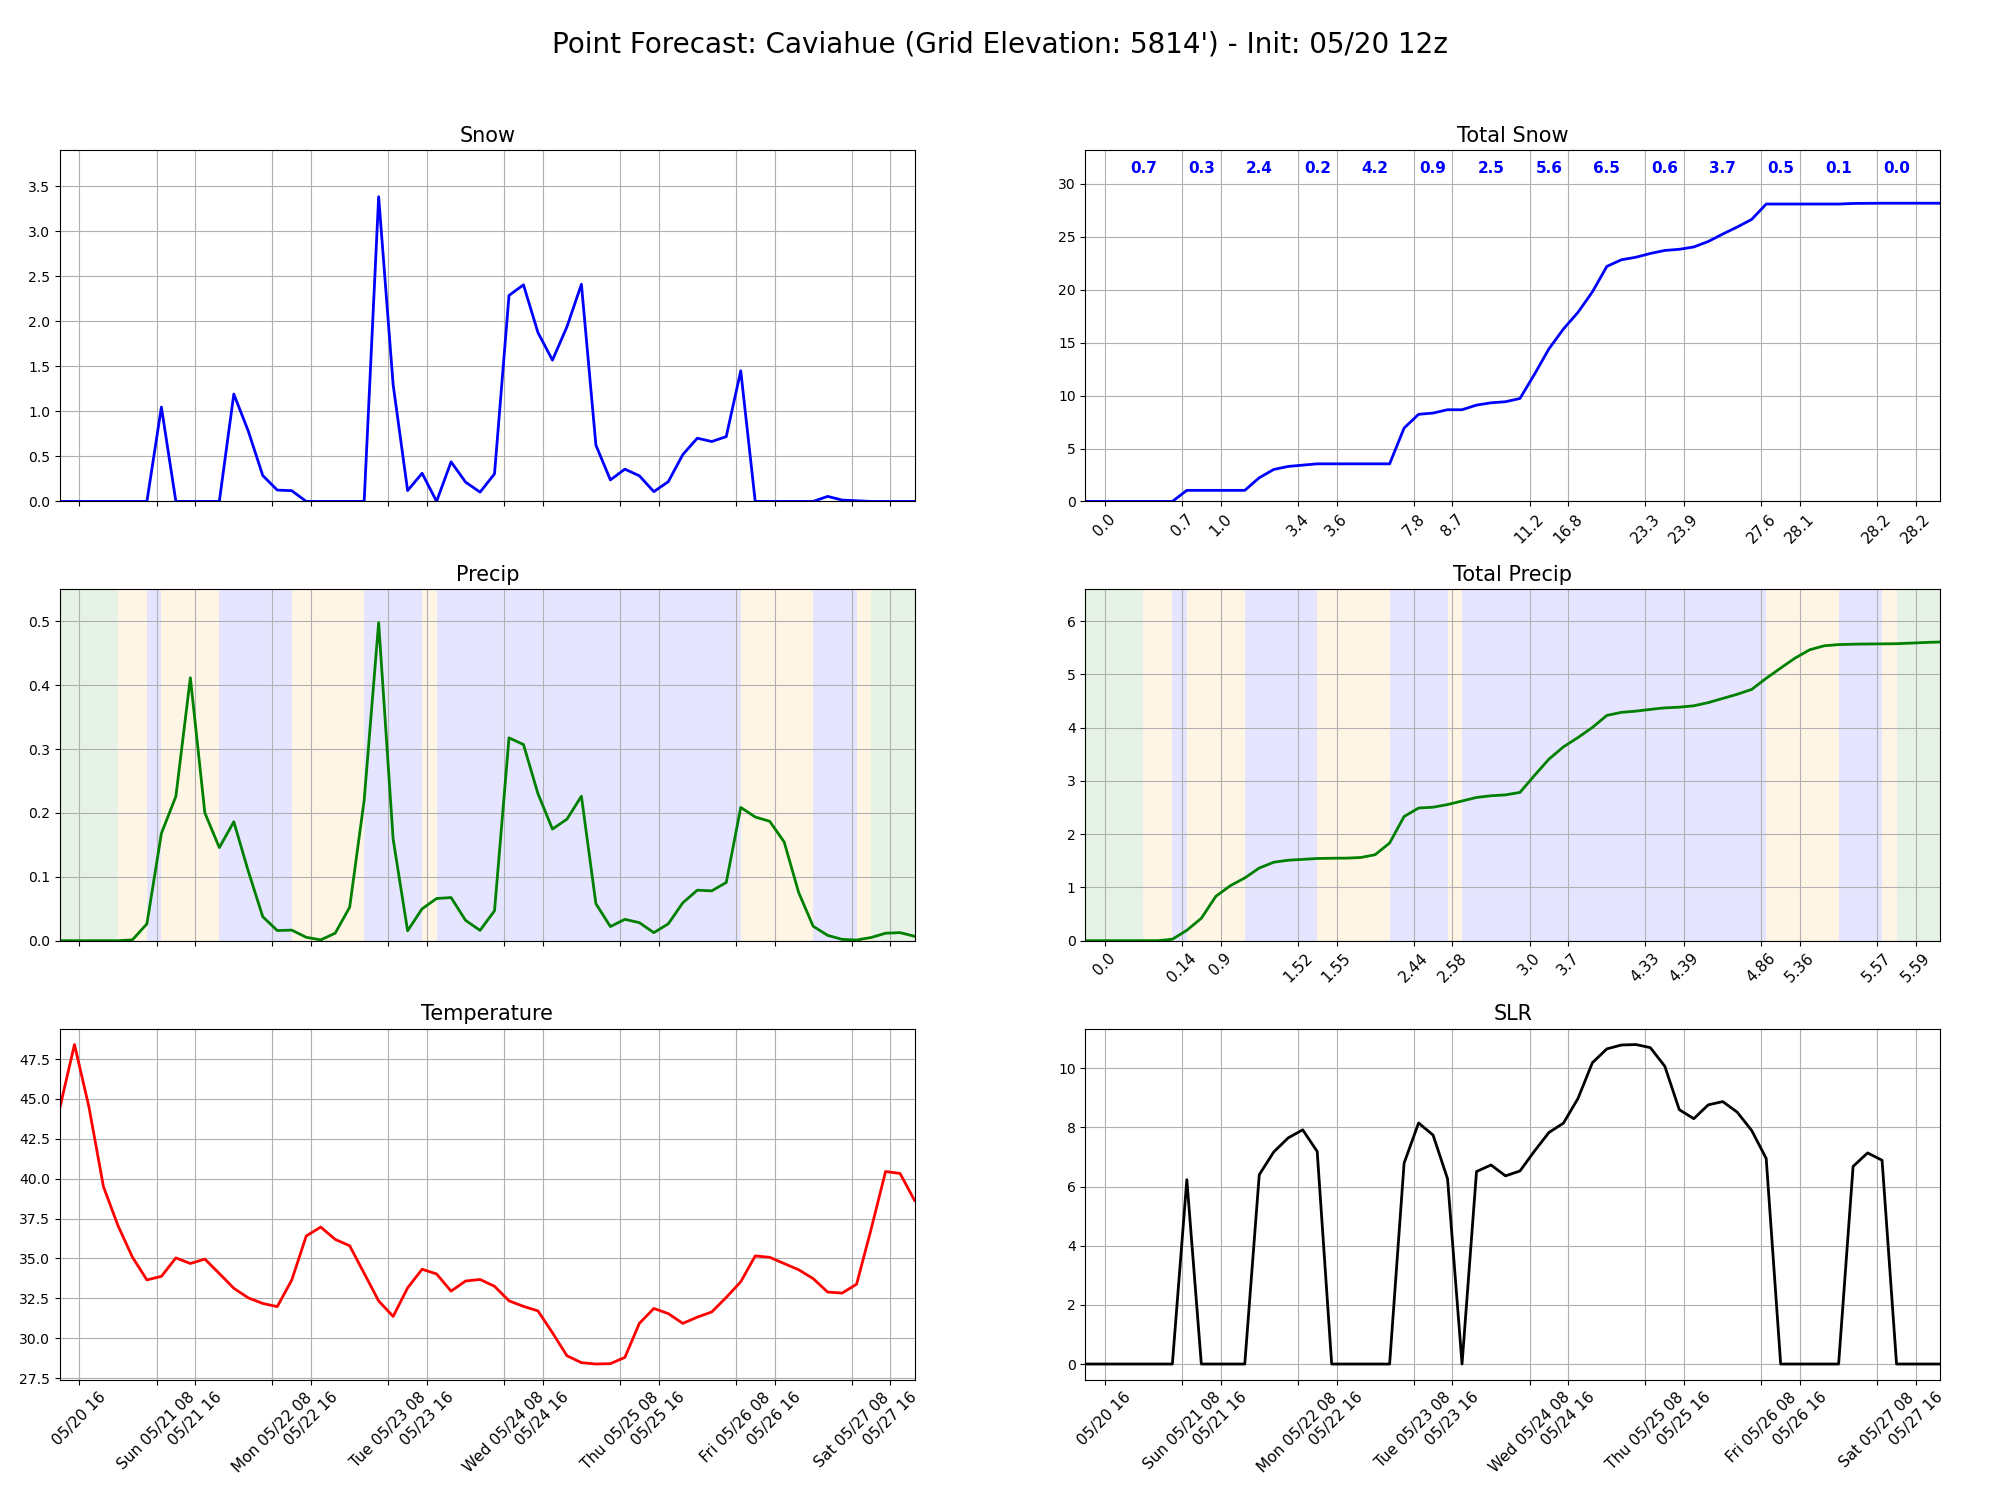 Point Forecast: Caviahue (Grid Elevation: 5814') - Init: 05/20 12z
Snow
3.5
3.0
2.5
2.0
1.5
1.0
0.5
0.0
Total Snow
0.7 0.3 2.4 0.2 4.2 0.9 2.5 5.6 6.5 0.6 3.7 0.5 0.1 0.0
30
25
20
15
10
5
0
0.0 0.7 1.0 3.4 3.6 7.8 8.7 11.2 16.8 23.3 23.9 27.6 28.1 28.2 28.2
Precip
0.5
0.4
0.3
0.2
0.1
0.0
Total Precip
6
5
4
3
2
1
0
0.0 0.14 0.9 1.52 1.55 2.44 2.58 3.0 3.7 4.33 4.39 4.86 5.36 5.57 5.59
Temperature
47.5
45.0
42.5
40.0
37.5
35.0
32.5
30.0
27.5
05/20 16
Sun 05/21 08
05/21 16
Mon 05/22 08
05/22 16
Tue 05/23 08
05/23 16
Wed 05/24 08
05/24 16
Thu 05/25 08
05/25 16
Fri 05/26 08
05/26 16
Sat 05/27 08
05/27 16
SLR
10
8
6
4
2
0
05/20 16
Sun 05/21 08
05/21 16
Mon 05/22 08
05/22 16
Tue 05/23 08
05/23 16
Wed 05/24 08
05/24 16
Thu 05/25 08
05/25 16
Fri 05/26 08
05/26 16
Sat 05/27 08
05/27 16